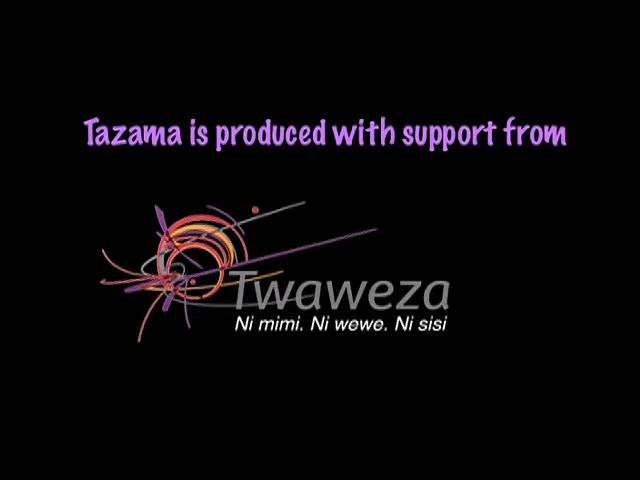 Tazama is produced with support from
Twaweza
Ni mimi. Ni wewe. Ni sisi